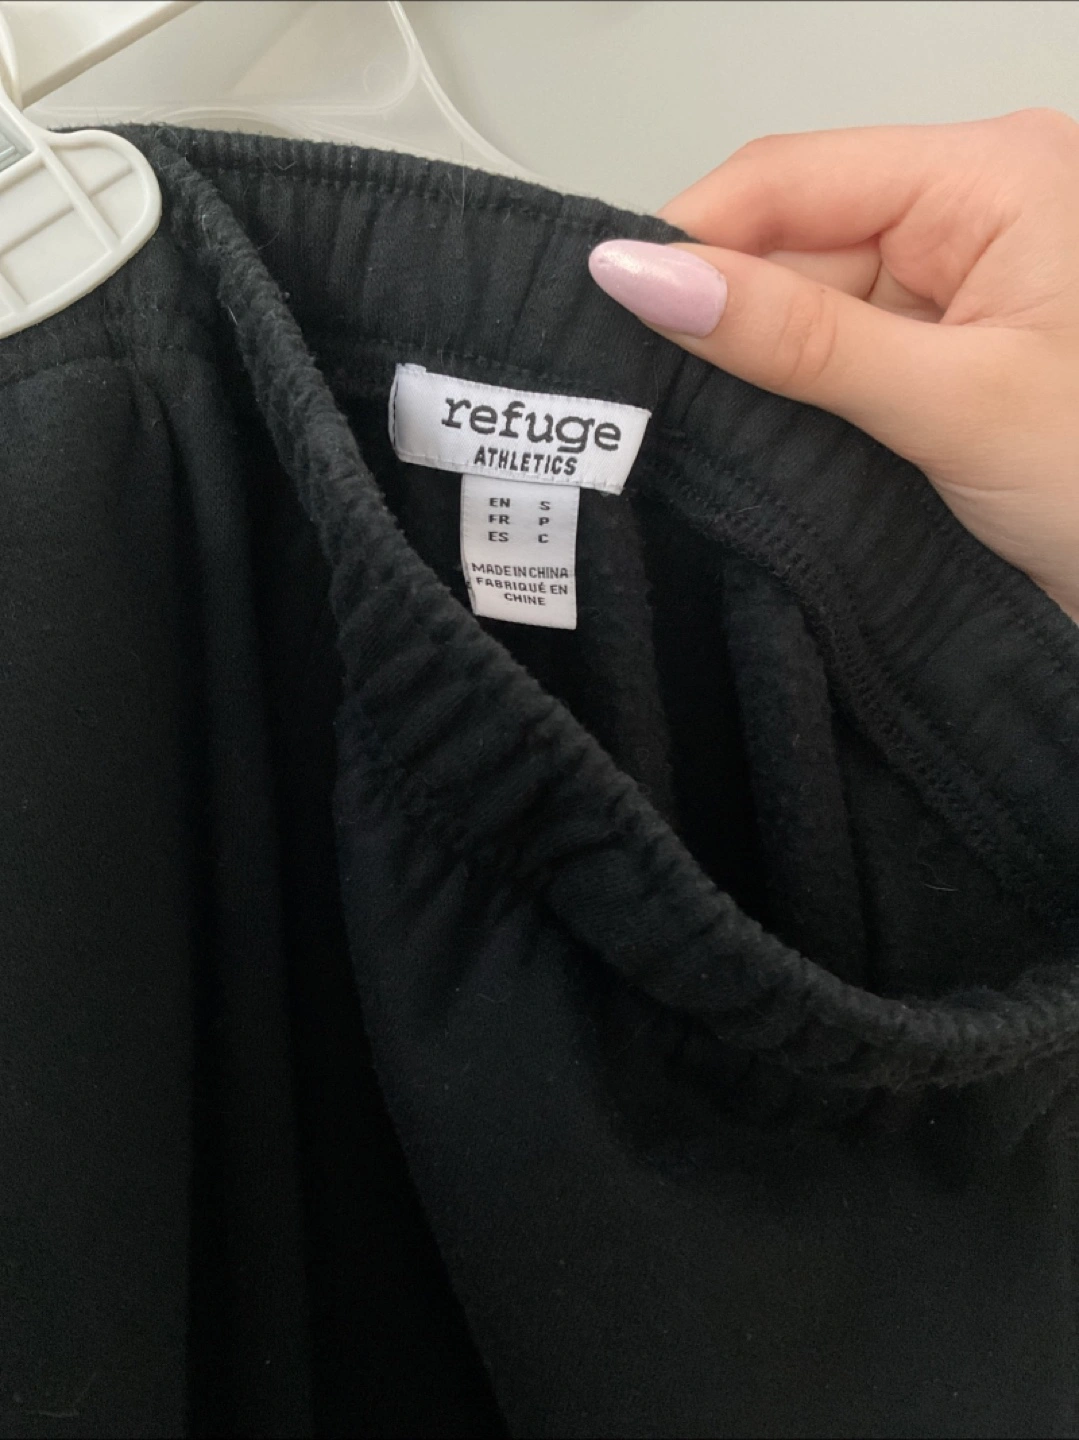 refuge
ATHLETICS
EN S
FR P
ES C
MADE IN CHINA
FABRIQUÉ EN
CHINE